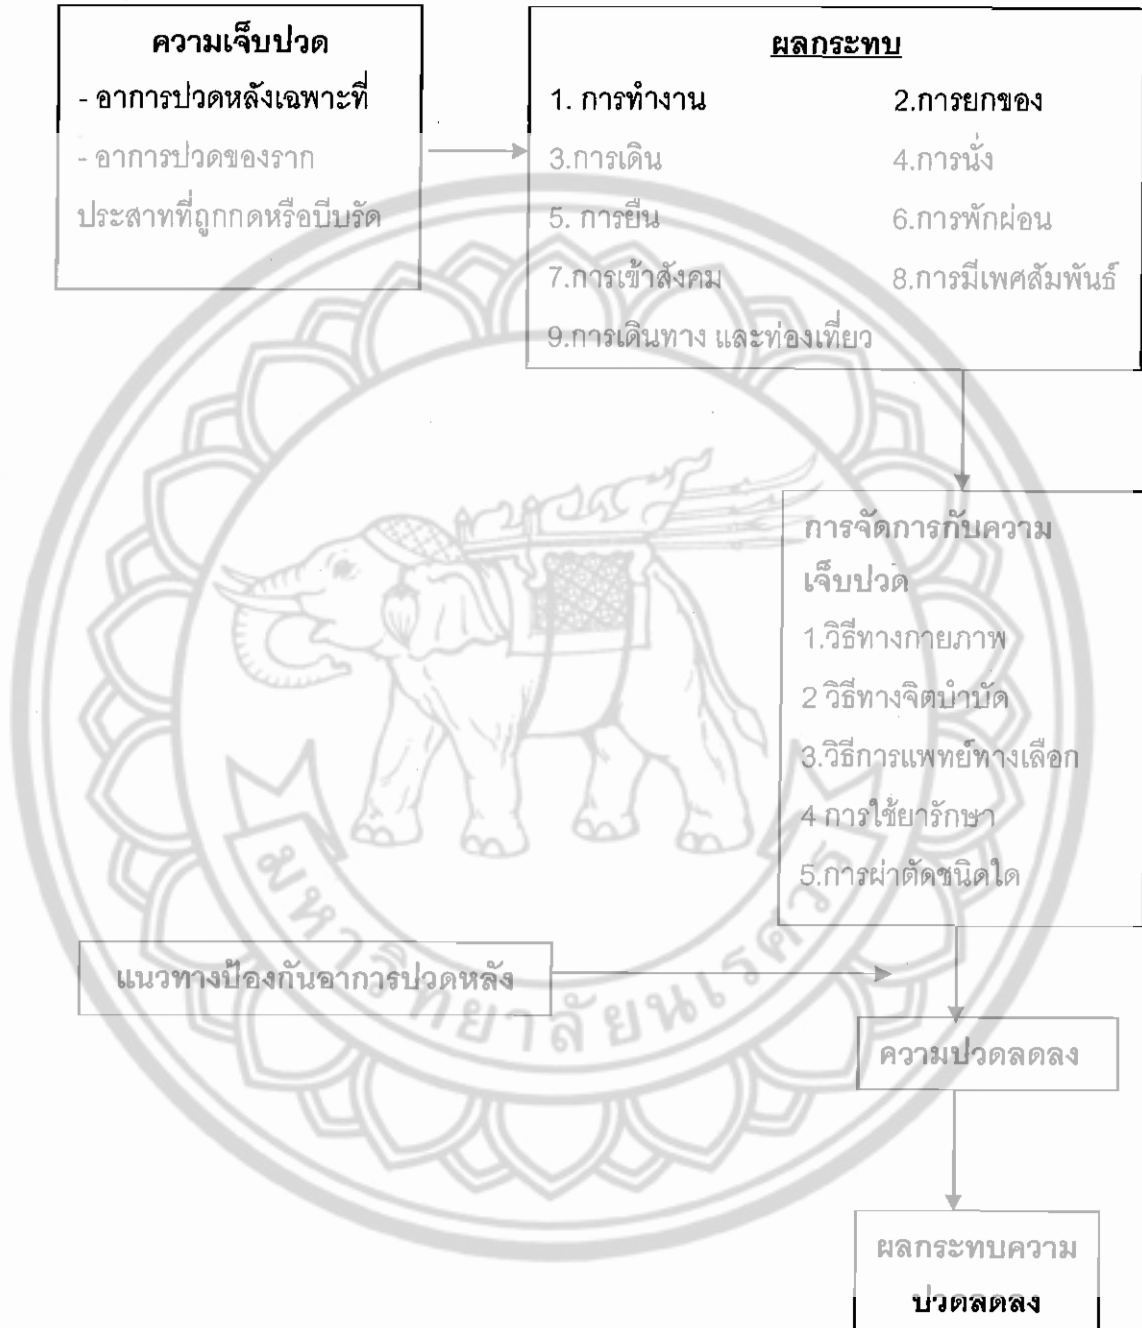 ความเจ็บปวด
- อาการปวดหลังเฉพาะที่
- อาการปวดของราก
ประสาทที่ถูกกดหรือบีบรัด
ผลกระทบ
1. การทำงาน 2.การยกของ
3.การเดิน 4.การนั่ง
5. การยืน 6.การพักผ่อน
7.การเข้าสังคม 8.การมีเพศสัมพันธ์
9.การเดินทาง และท่องเที่ยว
การจัดการกับความ
เจ็บปวด
1.วิธีทางกายภาพ
2 วิธีทางจิตบำบัด
3.วิธีการแพทย์ทางเลือก
4 การใช้ยารักษา
5.การผ่าตัดชนิดใด
แนวทางป้องกันอาการปวดหลัง
ความปวดลดลง
ผลกระทบความ
ปวดลดลง
มหาวิทยาลัยนเรศวร